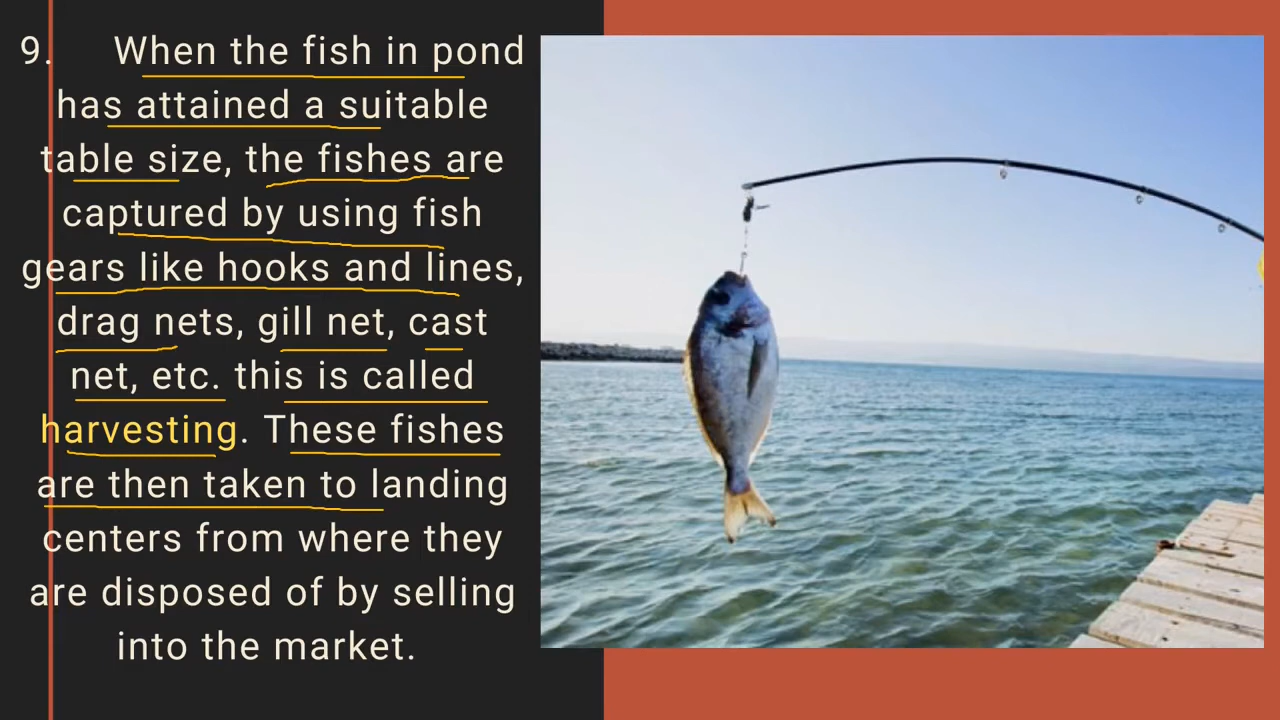 9. When the fish in pond
has attained a suitable
table size, the fishes are
captured by using fish
gears like hooks and lines,
drag nets, gill net, cast
net, etc. this is called
harvesting. These fishes
are then taken to landing
centers from where they
are disposed of by selling
into the market.